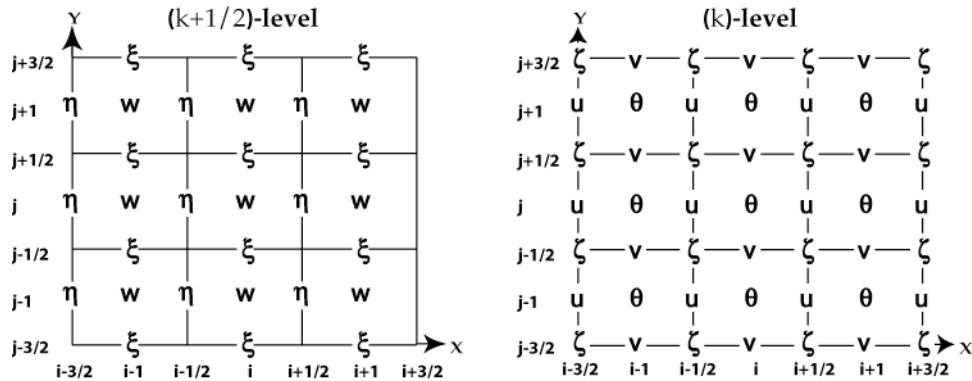 (k+1/2)-level
Y
j+3/2 ξ ξ ξ
j+1 η w η w η w
j+1/2 ξ ξ ξ
j η w η w η w
j-1/2 ξ ξ ξ
j-1 η w η w η w
j-3/2 ξ ξ ξ X
i-3/2 i-1 i-1/2 i i+1/2 i+1 i+3/2
(k)-level
Y
j+3/2 ζ v ζ v ζ v ζ
j+1 u θ u θ u θ u
j+1/2 ζ v ζ v ζ v ζ
j u θ u θ u θ u
j-1/2 ζ v ζ v ζ v ζ
j-1 u θ u θ u θ u
j-3/2 ζ v ζ v ζ v ζ X
i-3/2 i-1 i-1/2 i i+1/2 i+1 i+3/2